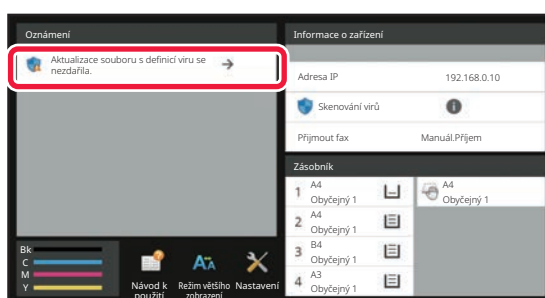 Oznámení
Aktualizace souboru s definicí viru se
nezdařila.
Informace o zařízení
Adresa IP 192.168.0.10
Skenování virů
Přijmout fax Manuál.Příjem
Zásobník
1 A4
Obyčejný 1
A4
Obyčejný 1
2 A4
Obyčejný 1
3 B4
Obyčejný 1
4 A3
Obyčejný 1
Bk
C
M
Y
Návod k
použití
Režim většího
zobrazení
Nastavení